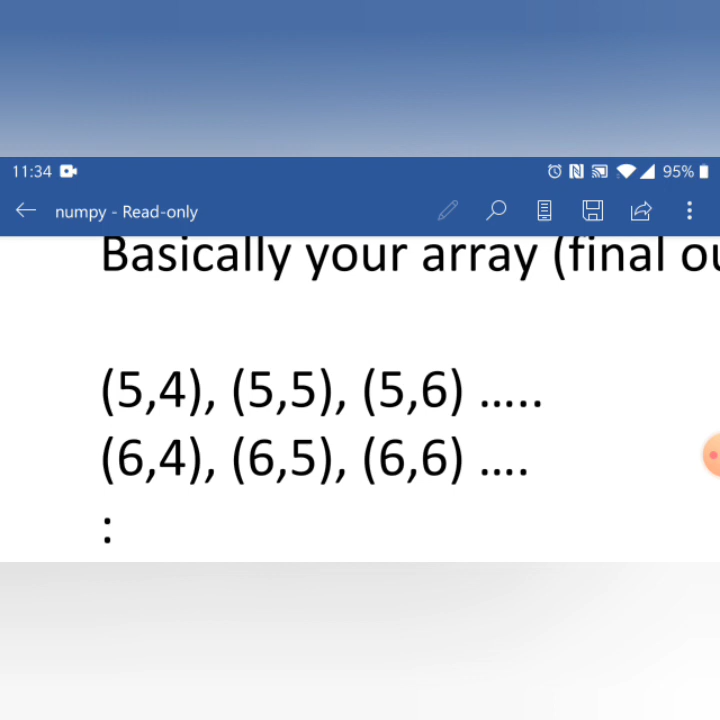 11:34 95%
numpy - Read-only
Basically your array (final
(5,4), (5,5), (5,6) .....
(6,4), (6,5), (6,6) ....
: